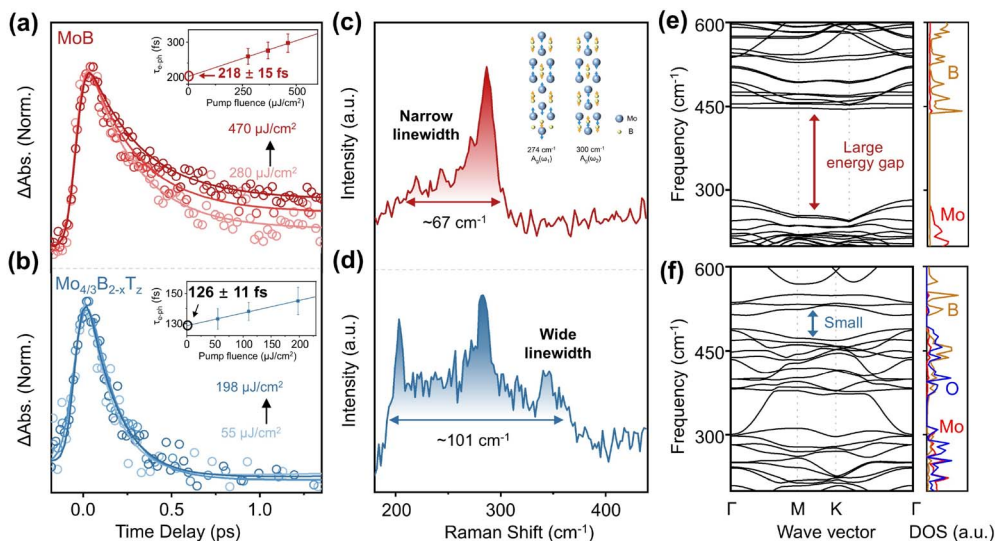 (a)
MoB
τe-ph (fs)
300
250
200
218 ± 15 fs
0
200
400
Pump fluence (μJ/cm²)
470 μJ/cm²
280 μJ/cm²
ΔAbs. (Norm.)
(b)
Mo4/3B2-xTz
τe-ph (fs)
150
130
126 ± 11 fs
0
50
100
150
200
Pump fluence (μJ/cm²)
198 μJ/cm²
55 μJ/cm²
ΔAbs. (Norm.)
0.0
0.5
1.0
Time Delay (ps)
(c)
Intensity (a.u.)
Narrow
linewidth
~67 cm⁻¹
Mo
B
274 cm⁻¹
Ag(ω1)
300 cm⁻¹
Ag(ω2)
(d)
Intensity (a.u.)
Wide
linewidth
~101 cm⁻¹
200
300
400
Raman Shift (cm⁻¹)
(e)
600
450
300
Frequency (cm⁻¹)
Large
energy gap
B
Mo
(f)
600
450
300
Frequency (cm⁻¹)
Small
B
O
Mo
Γ
M
K
Γ
Wave vector
DOS (a.u.)